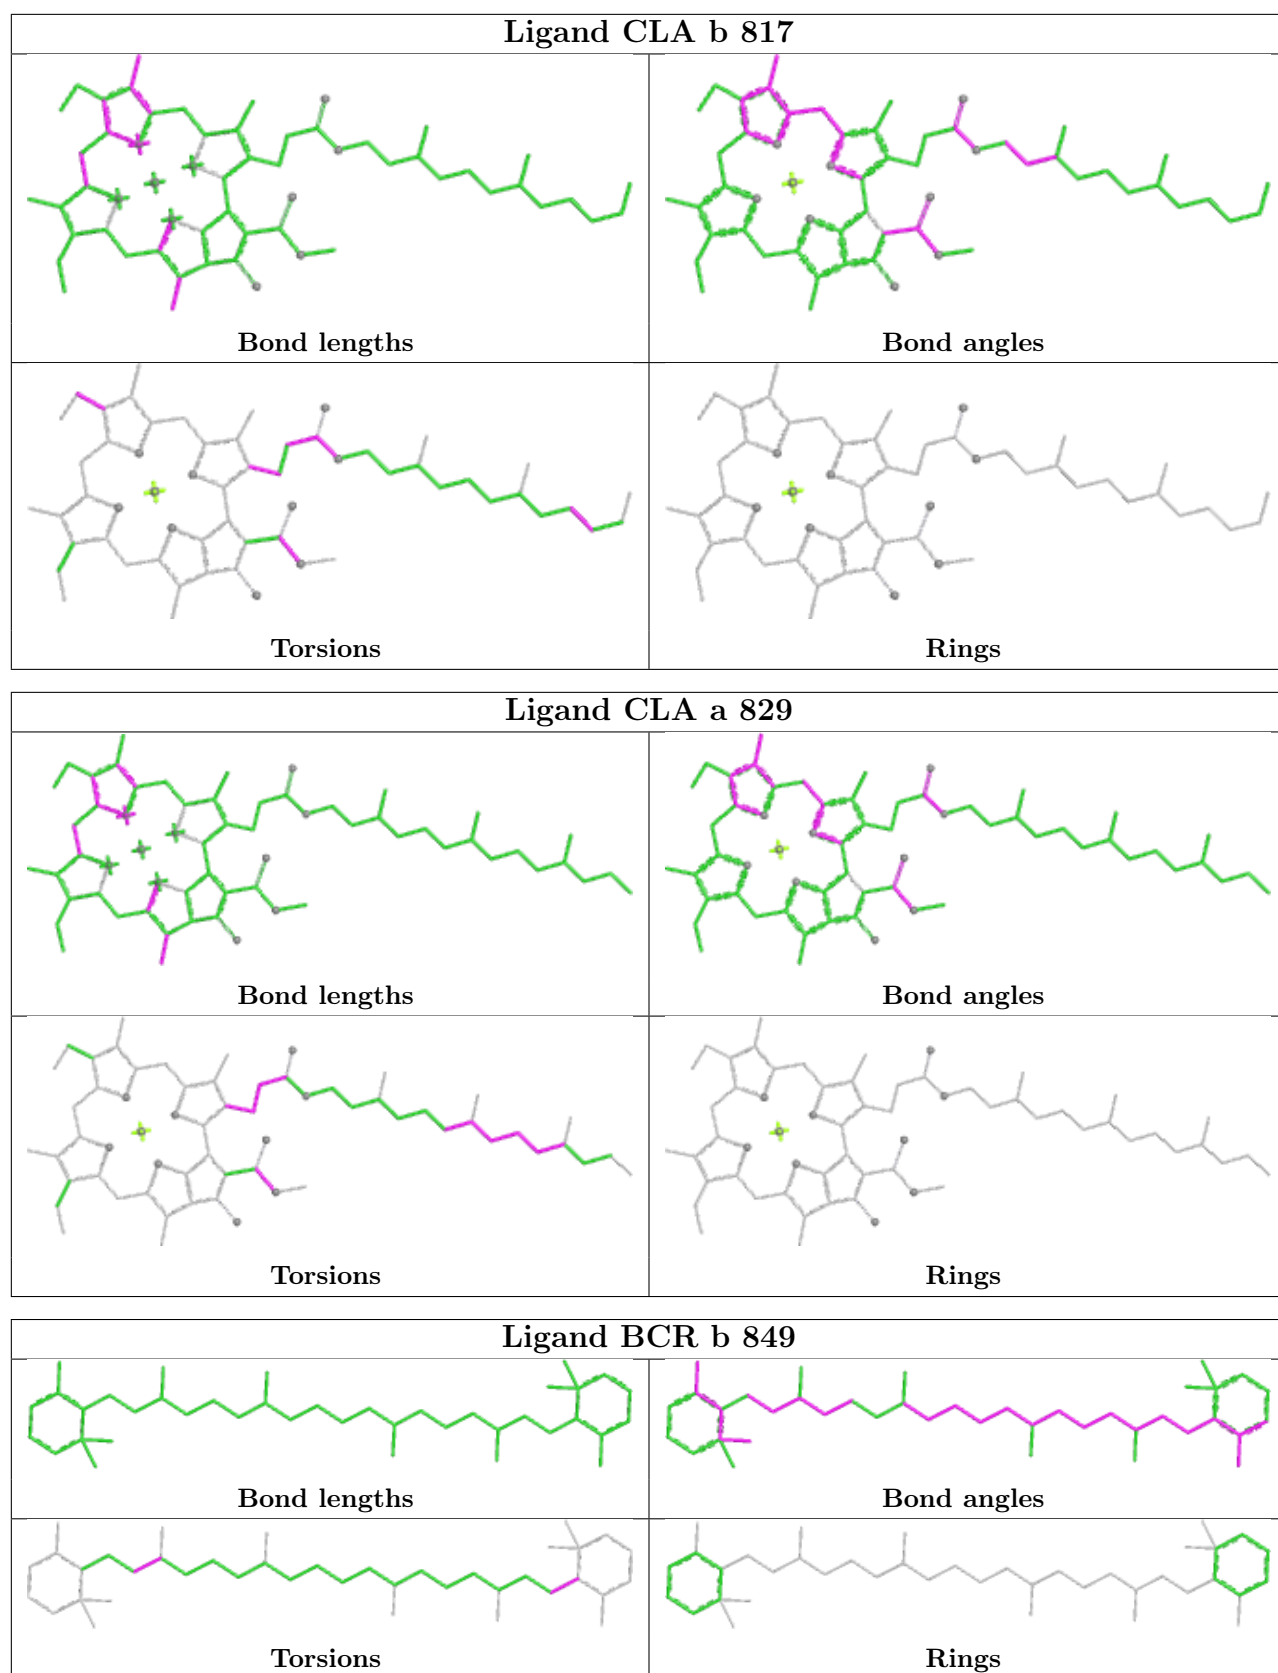 Ligand CLA b 817
Bond lengths
Bond angles
Torsions
Rings
Ligand CLA a 829
Bond lengths
Bond angles
Torsions
Rings
Ligand BCR b 849
Bond lengths
Bond angles
Torsions
Rings